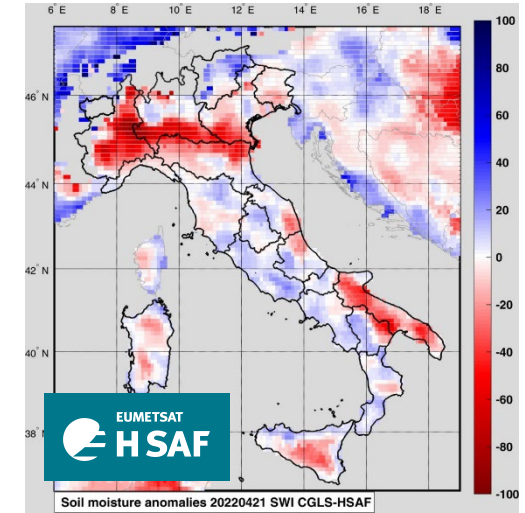 6° E 8° E 10° E 12° E 14° E 16° E 18° E
100
80
60
40
20
0
-20
-40
-60
-80
-100
46° N
44° N
42° N
40° N
38° N
EUMETSAT
H SAF
Soil moisture anomalies 20220421 SWI CGLS-HSAF